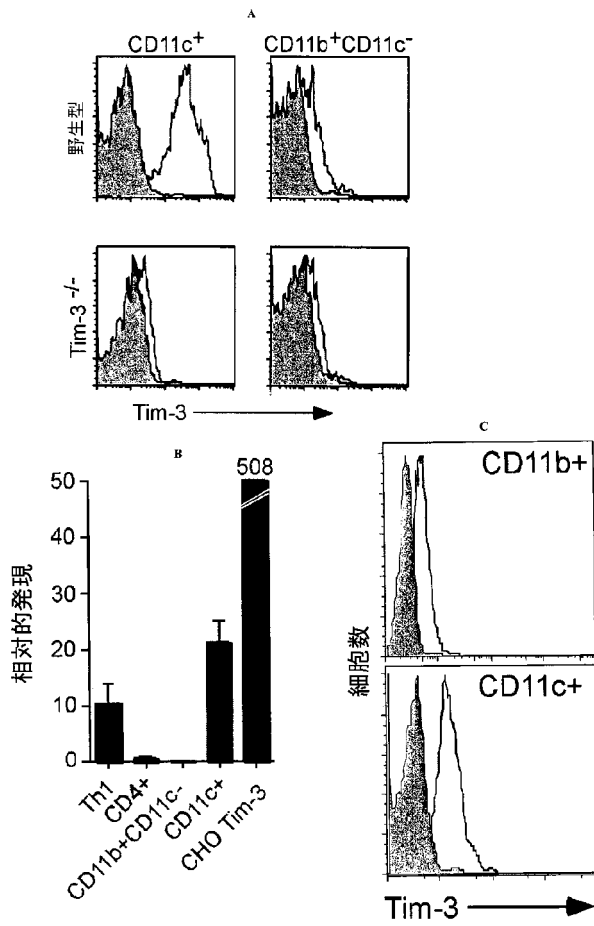 A
CD11c+
CD11b+CD11c-
野生型
Tim-3 -/-
Tim-3
B
508
50
40
30
20
10
0
相対的発現
Th1
CD4+
CD11b+CD11c-
CD11c+
CHO Tim-3
C
CD11b+
CD11c+
細胞数
Tim-3